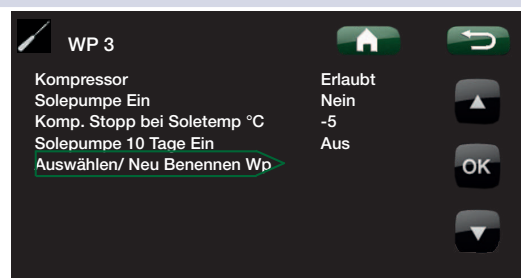 WP 3
Kompressor Erlaubt
Solepumpe Ein Nein
Komp. Stopp bei Soletemp °C -5
Solepumpe 10 Tage Ein Aus
Auswählen/ Neu Benennen Wp
OK